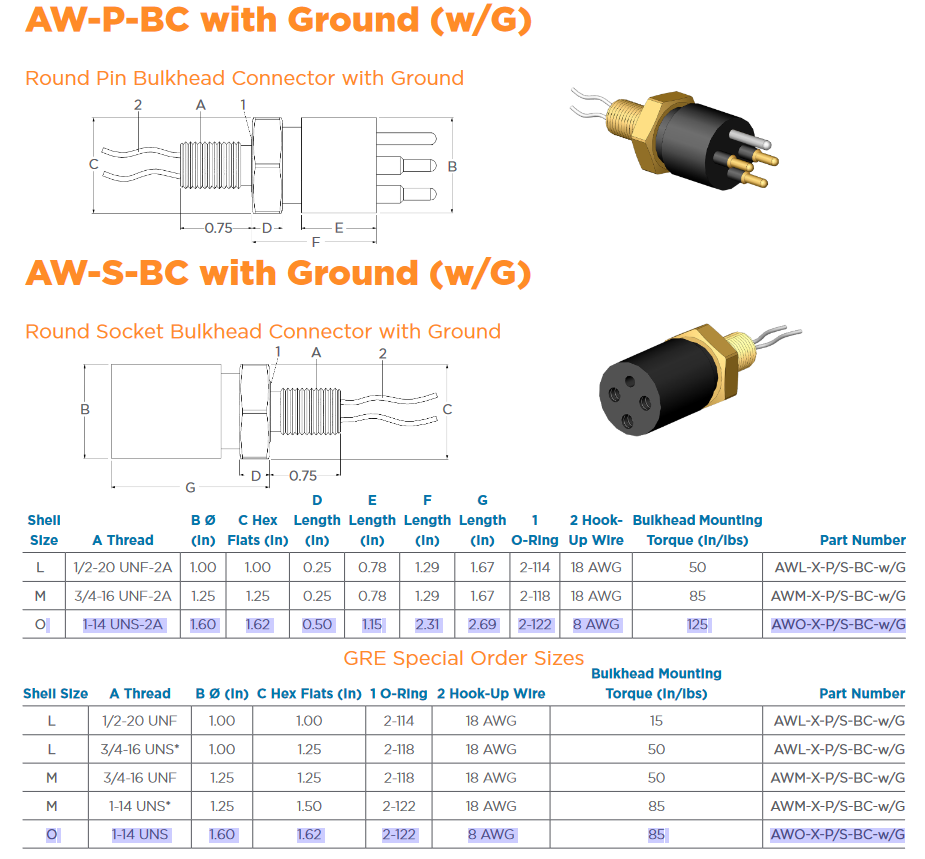 AW-P-BC with Ground (w/G)
Round Pin Bulkhead Connector with Ground
2 A 1
C B
0.75 D E
F
AW-S-BC with Ground (w/G)
Round Socket Bulkhead Connector with Ground
1 A 2
B C
D 0.75
G
Shell Size A Thread B Ø (In) C Hex Flats (In) D Length (In) E Length (In) F Length (In) G Length (In) 1 O-Ring 2 Hook-Up Wire Bulkhead Mounting Torque (In/lbs) Part Number
L 1/2-20 UNF-2A 1.00 1.00 0.25 0.78 1.29 1.67 2-114 18 AWG 50 AWL-X-P/S-BC-w/G
M 3/4-16 UNF-2A 1.25 1.25 0.25 0.78 1.29 1.67 2-118 18 AWG 85 AWM-X-P/S-BC-w/G
O 1-14 UNS-2A 1.60 1.62 0.50 1.15 2.31 2.69 2-122 8 AWG 125 AWO-X-P/S-BC-w/G
GRE Special Order Sizes
Shell Size A Thread B Ø (In) C Hex Flats (In) 1 O-Ring 2 Hook-Up Wire Bulkhead Mounting Torque (In/lbs) Part Number
L 1/2-20 UNF 1.00 1.00 2-114 18 AWG 15 AWL-X-P/S-BC-w/G
L 3/4-16 UNS* 1.00 1.25 2-118 18 AWG 50 AWL-X-P/S-BC-w/G
M 3/4-16 UNF 1.25 1.25 2-118 18 AWG 50 AWM-X-P/S-BC-w/G
M 1-14 UNS* 1.25 1.50 2-122 18 AWG 85 AWM-X-P/S-BC-w/G
O 1-14 UNS 1.60 1.62 2-122 8 AWG 85 AWO-X-P/S-BC-w/G